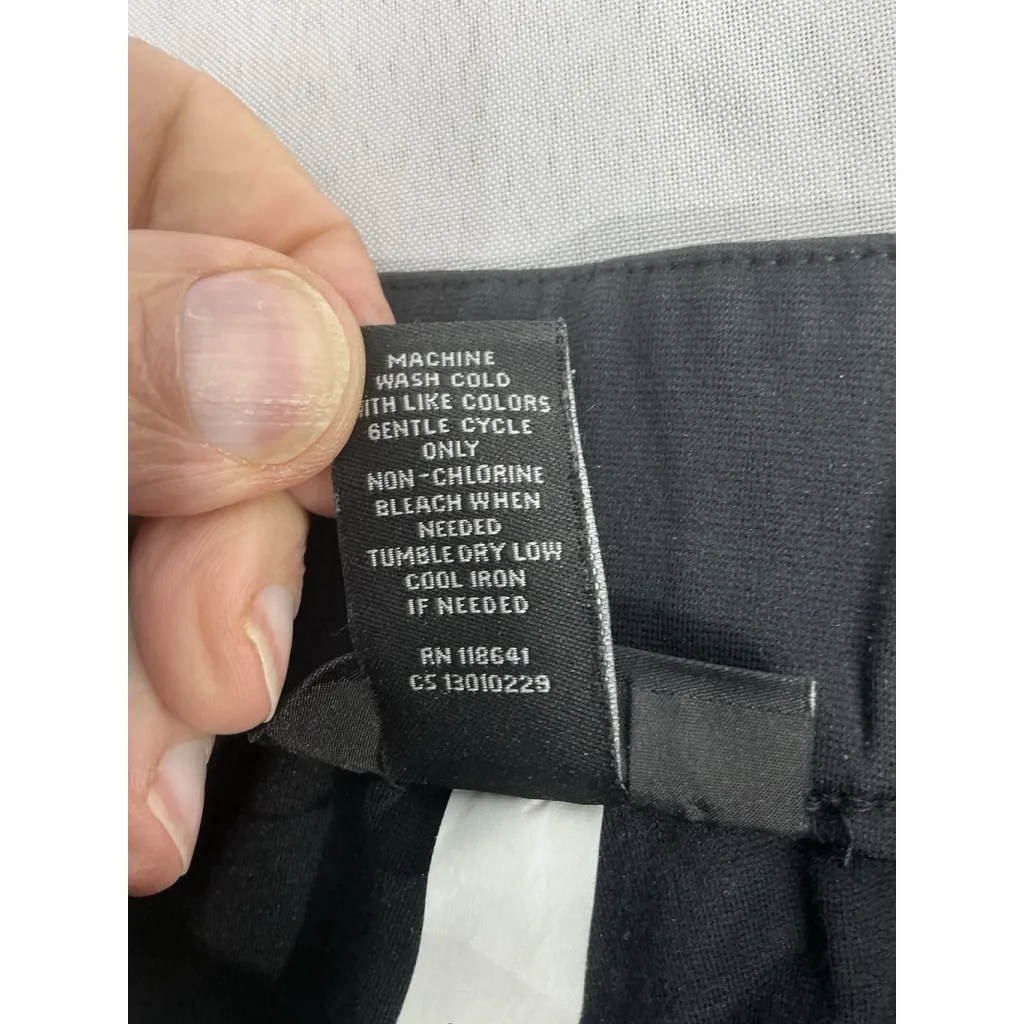 MACHINE
WASH COLD
WITH LIKE COLORS
GENTLE CYCLE
ONLY
NON-CHLORINE
BLEACH WHEN
NEEDED
TUMBLE DRY LOW
COOL IRON
IF NEEDED
RN 118641
CS 13010229